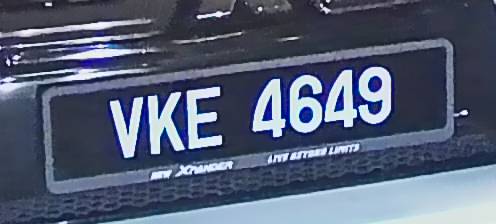 VKE 4649
NEW XPANDER LIVE BEYOND LIMITS